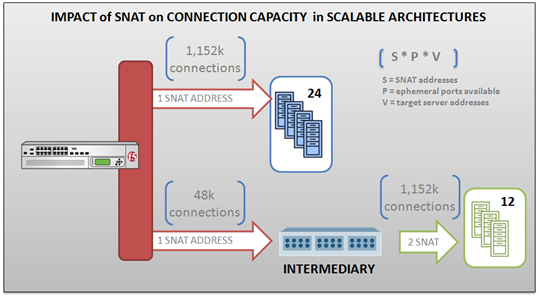 IMPACT of SNAT on CONNECTION CAPACITY in SCALABLE ARCHITECTURES
1,152k
connections
[ S * P * V ]
S = SNAT addresses
P = ephemeral ports available
V = target server addresses
1 SNAT ADDRESS
24
f5
48k
connections
1,152k
connections
1 SNAT ADDRESS
2 SNAT
12
INTERMEDIARY